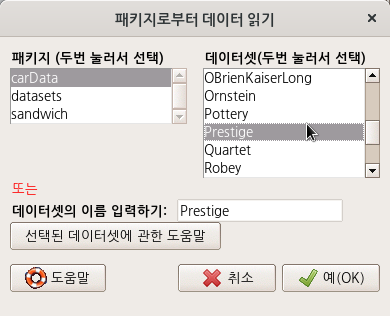 패키지로부터 데이터 읽기
패키지 (두번 눌러서 선택)
carData
datasets
sandwich
데이터셋(두번 눌러서 선택)
OBrienKaiserLong
Ornstein
Pottery
Prestige
Quartet
Robey
또는
데이터셋의 이름 입력하기: Prestige
선택된 데이터셋에 관한 도움말
도움말 취소 예(OK)